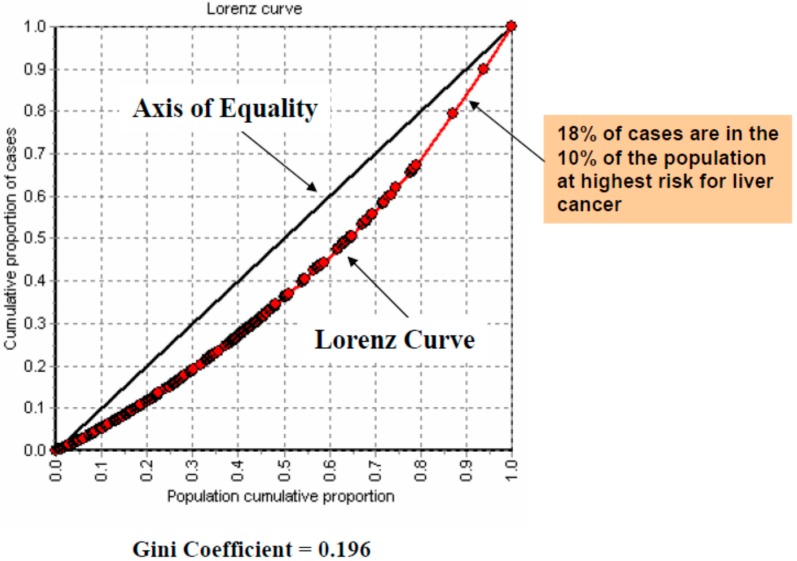 Lorenz curve
1.0
0.9
0.8
0.7
0.6
0.5
0.4
0.3
0.2
0.1
0.0
Cumulative proportion of cases
Axis of Equality
18% of cases are in the
10% of the population
at highest risk for liver
cancer
Lorenz Curve
0.0 0.1 0.2 0.3 0.4 0.5 0.6 0.7 0.8 0.9 1.0
Population cumulative proportion
Gini Coefficient = 0.196